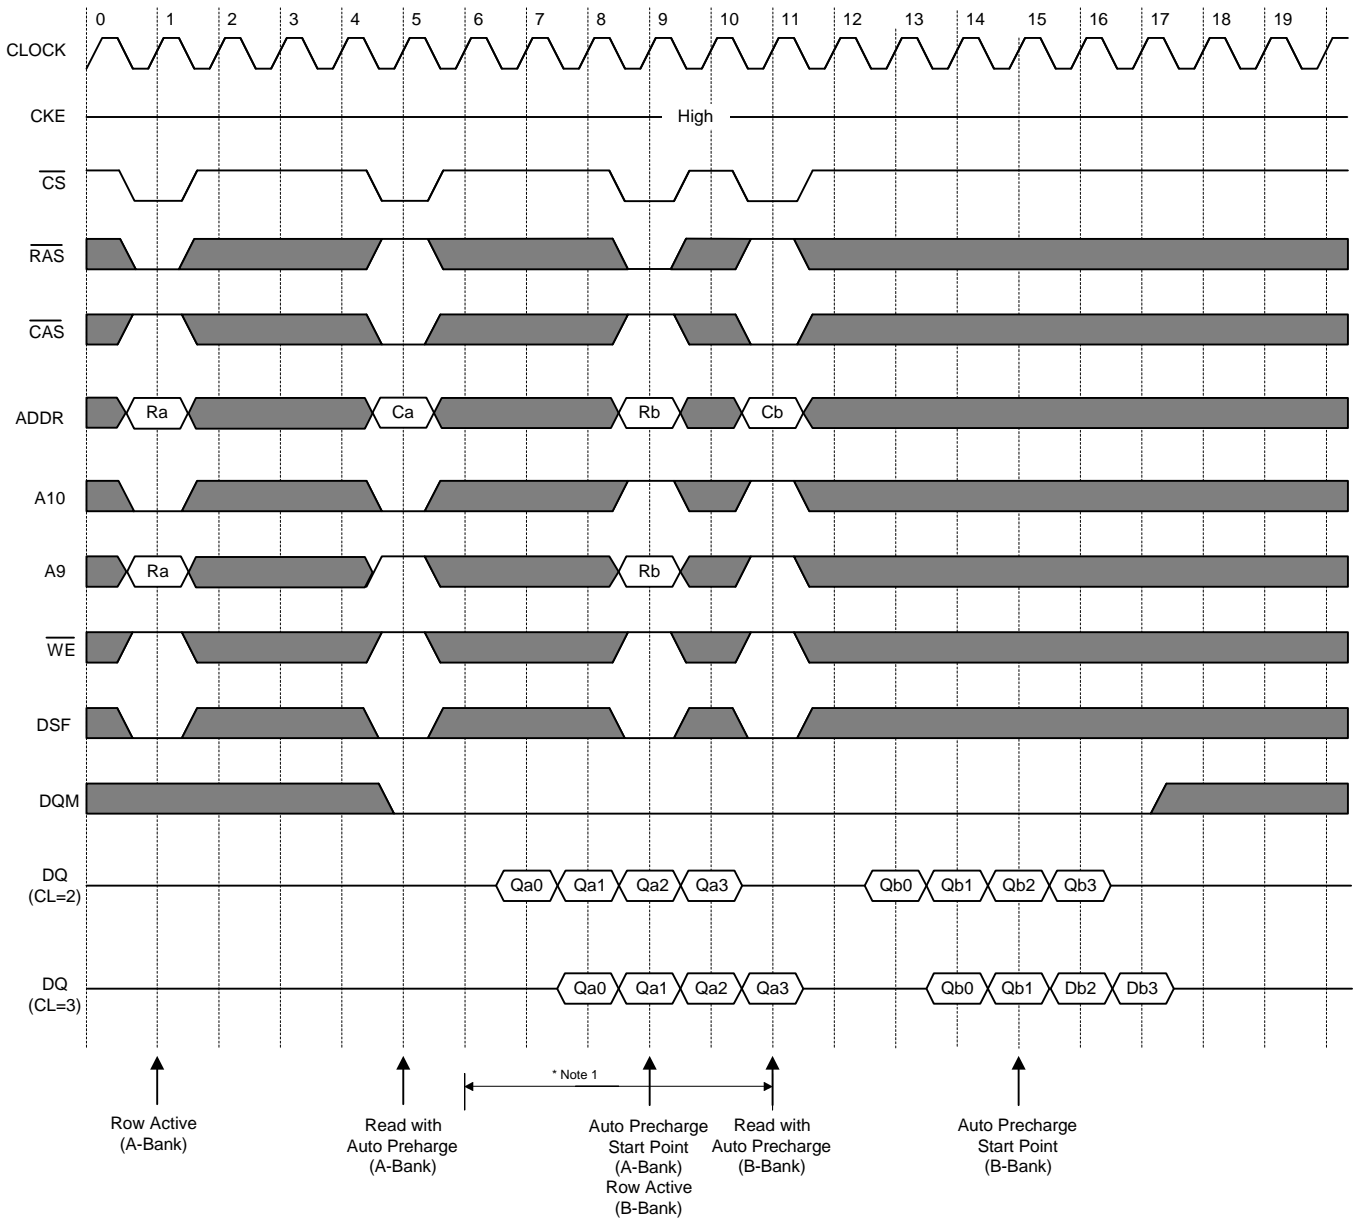 0 1 2 3 4 5 6 7 8 9 10 11 12 13 14 15 16 17 18 19
CLOCK
CKE High
CS
RAS
CAS
ADDR Ra Ca Rb Cb
A10
A9 Ra Rb
WE
DSF
DQM
DQ
(CL=2)
Qa0 Qa1 Qa2 Qa3 Qb0 Qb1 Qb2 Qb3
DQ
(CL=3)
Qa0 Qa1 Qa2 Qa3 Qb0 Qb1 Db2 Db3
* Note 1
Row Active
(A-Bank)
Read with
Auto Preharge
(A-Bank)
Auto Precharge
Start Point
(A-Bank)
Row Active
(B-Bank)
Read with
Auto Precharge
(B-Bank)
Auto Precharge
Start Point
(B-Bank)